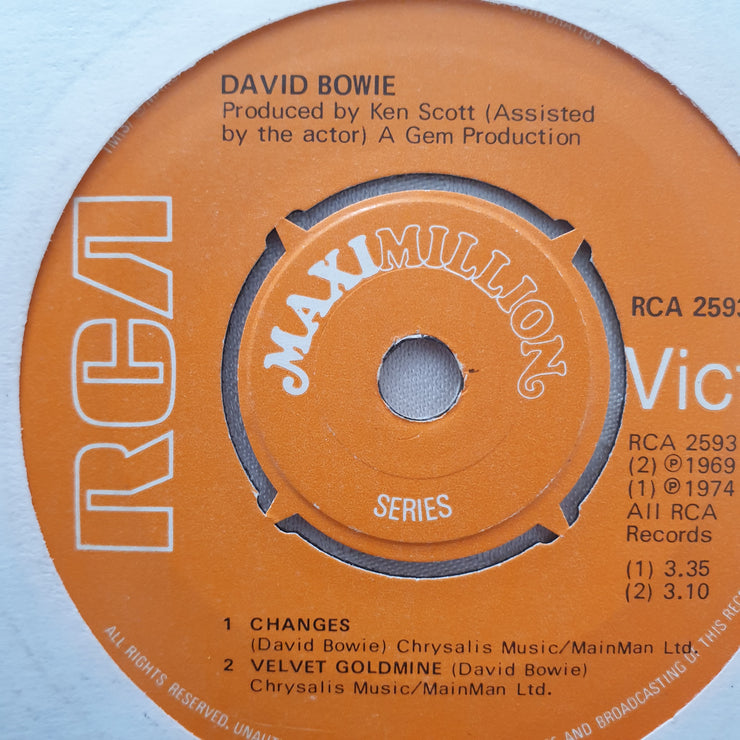 DAVID BOWIE
Produced by Ken Scott (Assisted
by the actor) A Gem Production
RCA
MAXIMILLION
SERIES
RCA 2593
Vict
RCA 2593
(2) ℗ 1969
(1) ℗ 1974
All RCA
Records
(1) 3.35
(2) 3.10
1 CHANGES
(David Bowie) Chrysalis Music/MainMan Ltd.
2 VELVET GOLDMINE (David Bowie)
Chrysalis Music/MainMan Ltd.
ALL RIGHTS RESERVED. UNAUT
S AND BROADCASTING OF THIS REC